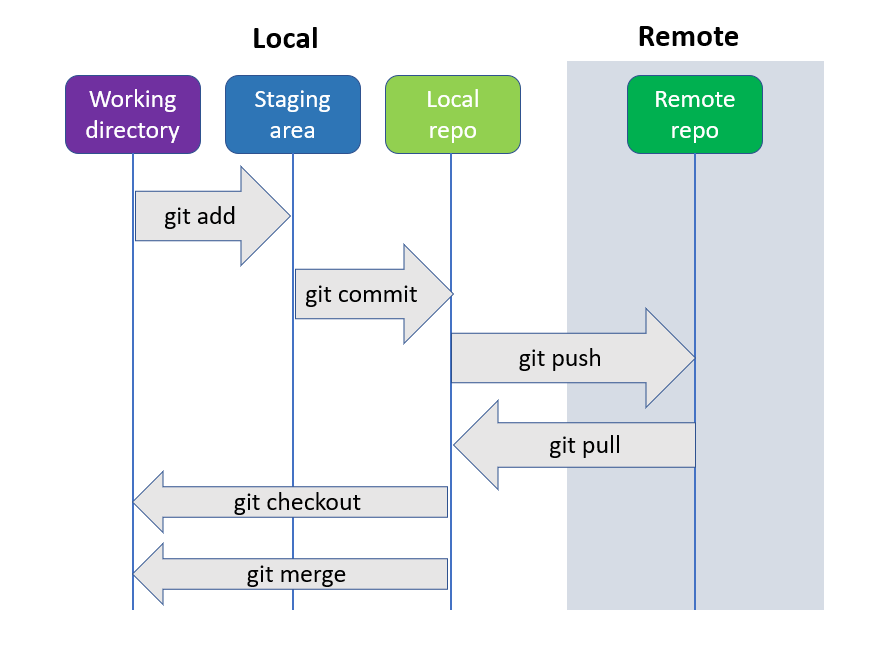 Local
Remote
Working
directory
Staging
area
Local
repo
Remote
repo
git add
git commit
git push
git pull
git checkout
git merge